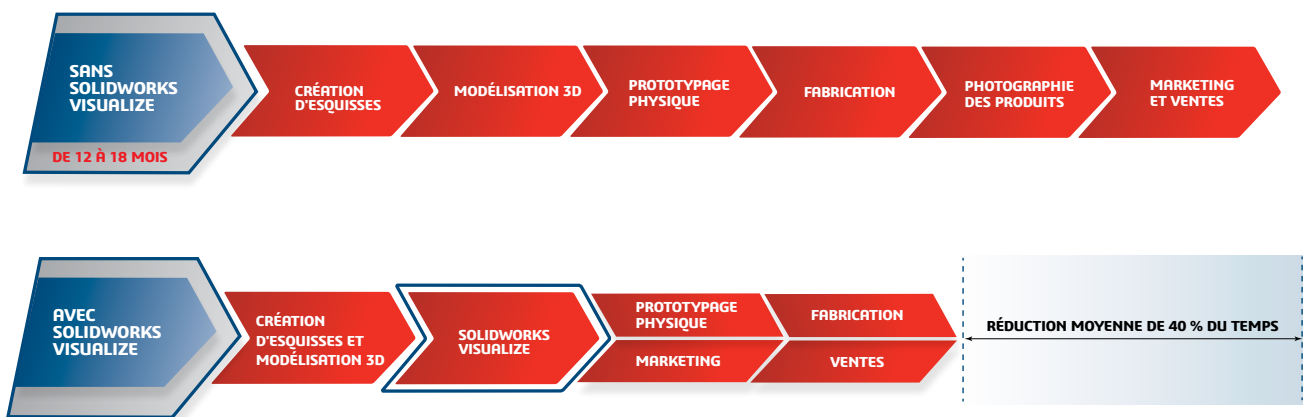 SANS
SOLIDWORKS
VISUALIZE
DE 12 À 18 MOIS
CRÉATION
D'ESQUISSES
MODÉLISATION 3D
PROTOTYPAGE
PHYSIQUE
FABRICATION
PHOTOGRAPHIE
DES PRODUITS
MARKETING
ET VENTES
AVEC
SOLIDWORKS
VISUALIZE
CRÉATION
D'ESQUISSES ET
MODÉLISATION 3D
SOLIDWORKS
VISUALIZE
PROTOTYPAGE
PHYSIQUE
FABRICATION
MARKETING
VENTES
RÉDUCTION MOYENNE DE 40 % DU TEMPS